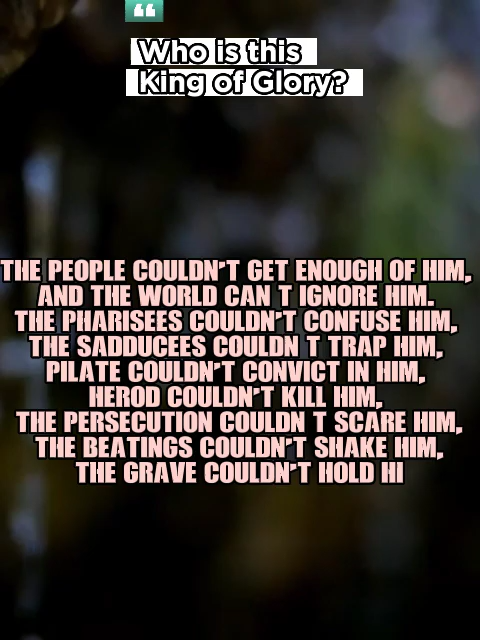 ❝
Who is this
King of Glory?
THE PEOPLE COULDN'T GET ENOUGH OF HIM,
AND THE WORLD CAN T IGNORE HIM.
THE PHARISEES COULDN'T CONFUSE HIM,
THE SADDUCEES COULDN T TRAP HIM,
PILATE COULDN'T CONVICT IN HIM,
HEROD COULDN'T KILL HIM,
THE PERSECUTION COULDN T SCARE HIM,
THE BEATINGS COULDN'T SHAKE HIM,
THE GRAVE COULDN'T HOLD HI